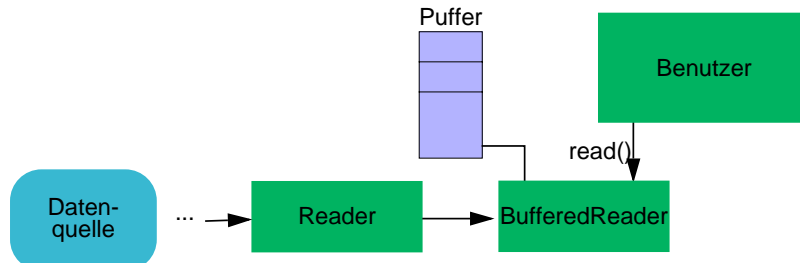 Puffer
Benutzer
read()
Daten-
quelle
...
Reader
BufferedReader